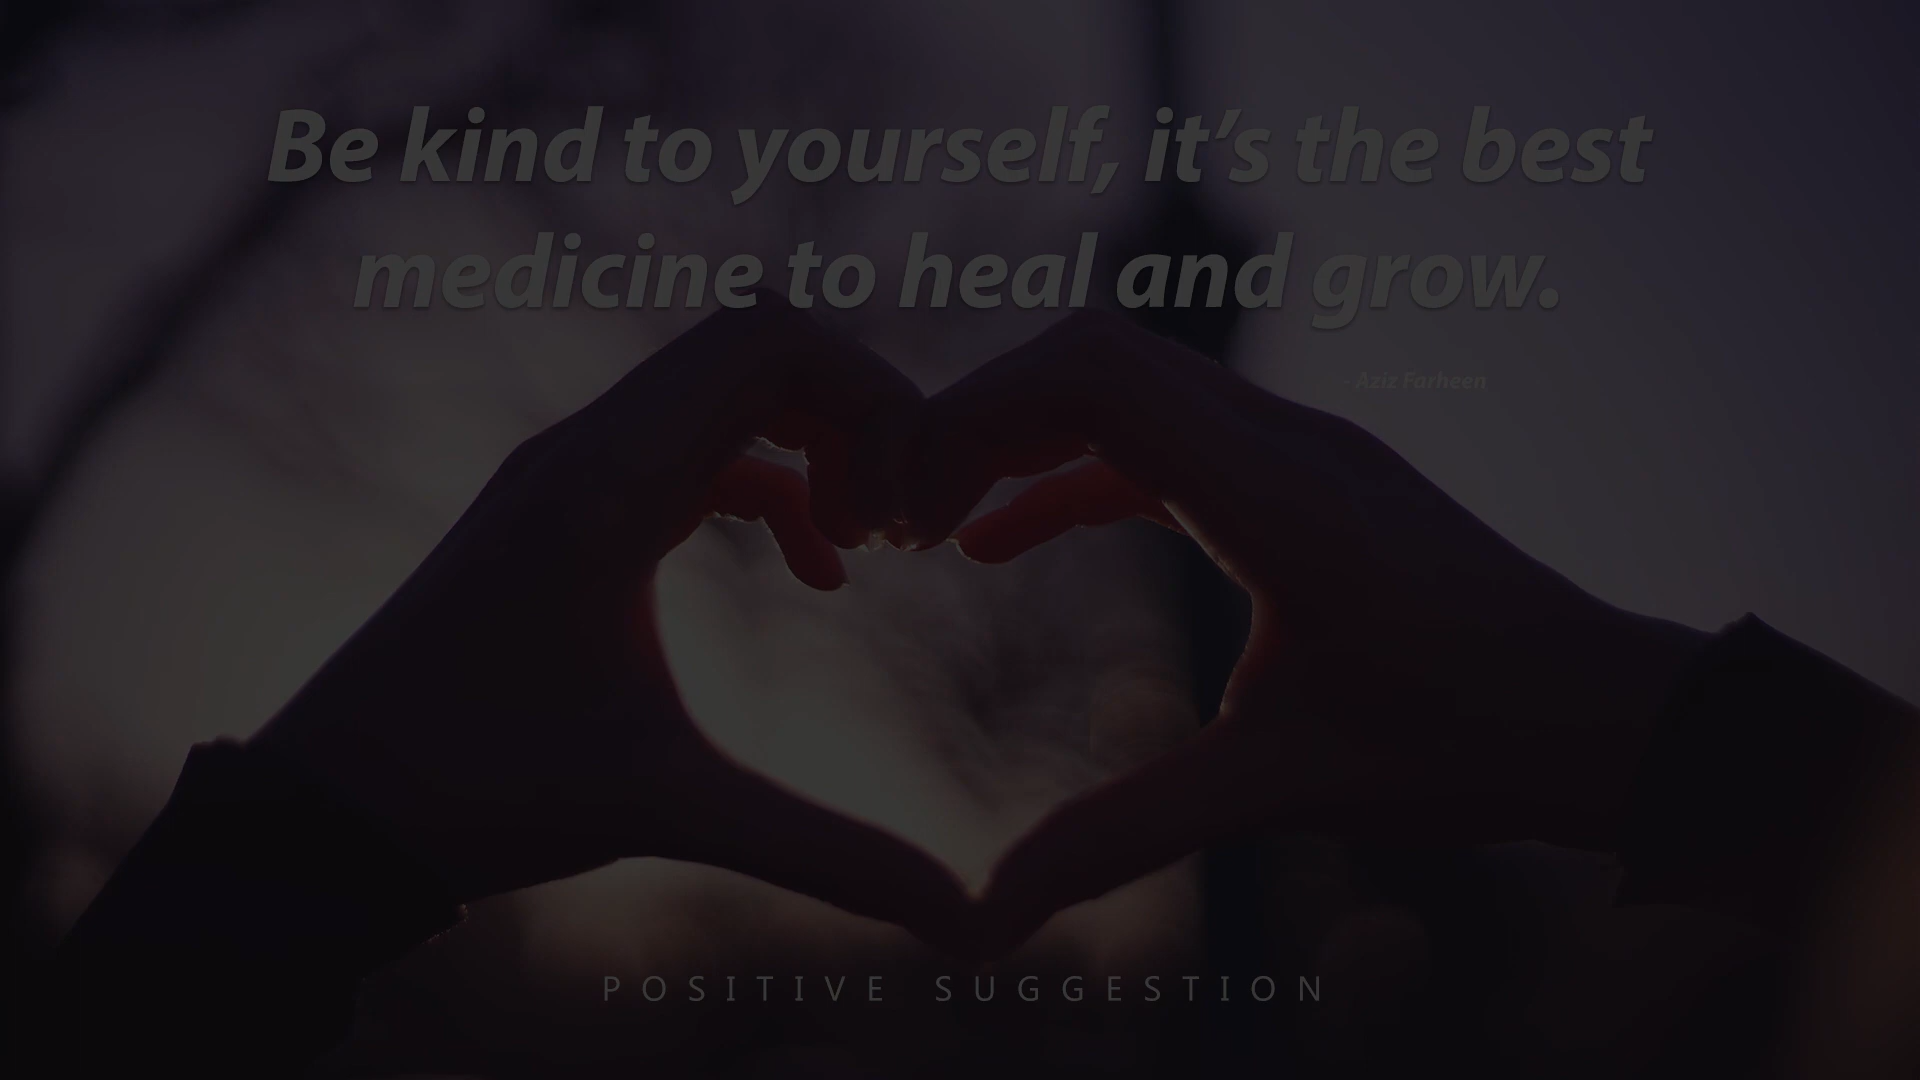 Be kind to yourself, it’s the best
medicine to heal and grow.
- Aziz Farheen
POSITIVE SUGGESTION